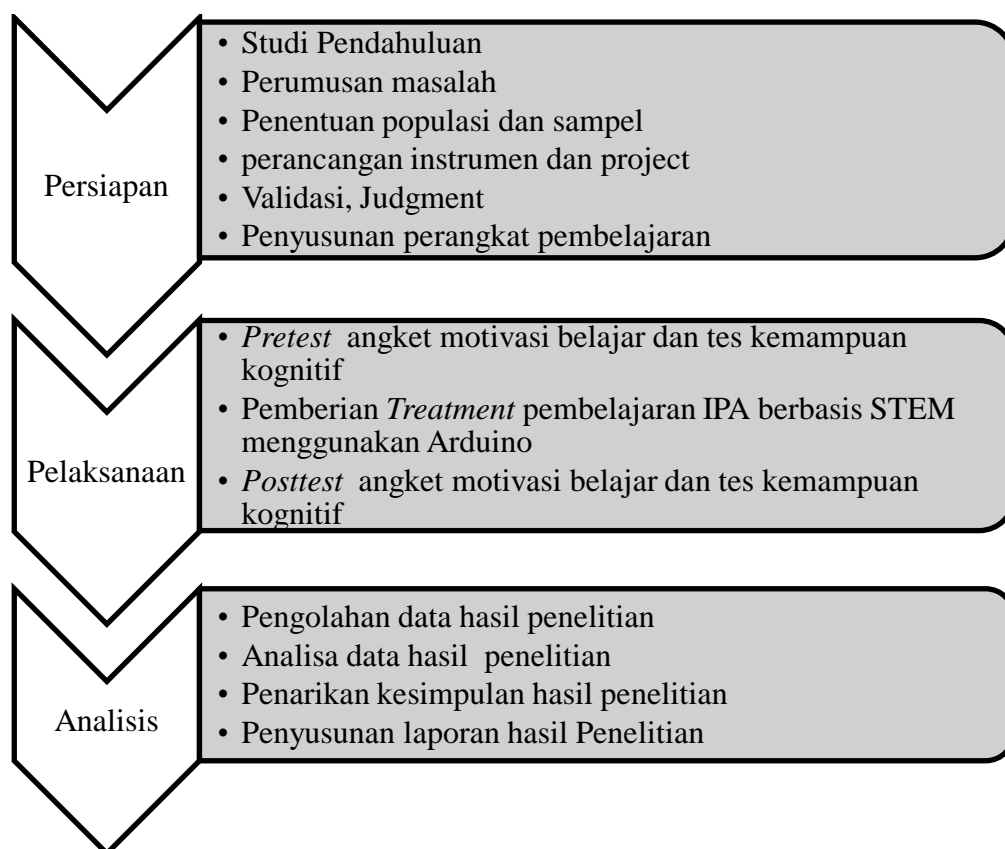 Persiapan
• Studi Pendahuluan
• Perumusan masalah
• Penentuan populasi dan sampel
• perancangan instrumen dan project
• Validasi, Judgment
• Penyusunan perangkat pembelajaran
Pelaksanaan
• Pretest angket motivasi belajar dan tes kemampuan
kognitif
• Pemberian Treatment pembelajaran IPA berbasis STEM
menggunakan Arduino
• Posttest angket motivasi belajar dan tes kemampuan
kognitif
Analisis
• Pengolahan data hasil penelitian
• Analisa data hasil penelitian
• Penarikan kesimpulan hasil penelitian
• Penyusunan laporan hasil Penelitian